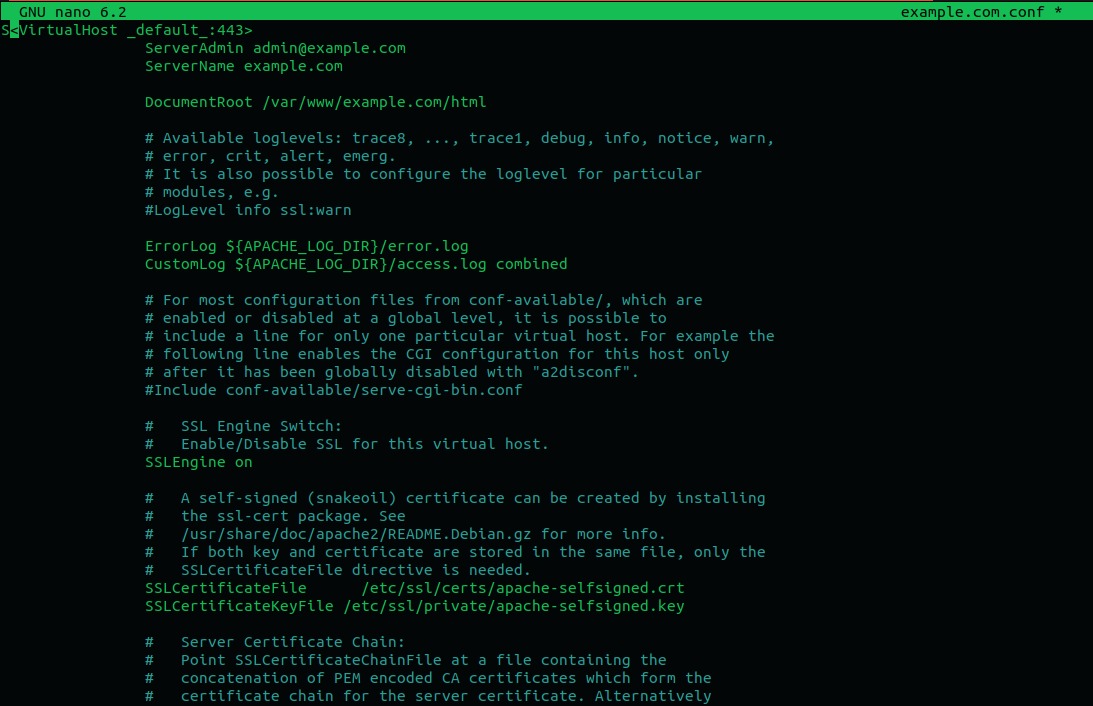 GNU nano 6.2 example.com.conf *
S<VirtualHost _default_:443>
ServerAdmin admin@example.com
ServerName example.com
DocumentRoot /var/www/example.com/html
# Available loglevels: trace8, ..., trace1, debug, info, notice, warn,
# error, crit, alert, emerg.
# It is also possible to configure the loglevel for particular
# modules, e.g.
#LogLevel info ssl:warn
ErrorLog ${APACHE_LOG_DIR}/error.log
CustomLog ${APACHE_LOG_DIR}/access.log combined
# For most configuration files from conf-available/, which are
# enabled or disabled at a global level, it is possible to
# include a line for only one particular virtual host. For example the
# following line enables the CGI configuration for this host only
# after it has been globally disabled with "a2disconf".
#Include conf-available/serve-cgi-bin.conf
#   SSL Engine Switch:
#   Enable/Disable SSL for this virtual host.
SSLEngine on
#   A self-signed (snakeoil) certificate can be created by installing
#   the ssl-cert package. See
#   /usr/share/doc/apache2/README.Debian.gz for more info.
#   If both key and certificate are stored in the same file, only the
#   SSLCertificateFile directive is needed.
SSLCertificateFile      /etc/ssl/certs/apache-selfsigned.crt
SSLCertificateKeyFile /etc/ssl/private/apache-selfsigned.key
#   Server Certificate Chain:
#   Point SSLCertificateChainFile at a file containing the
#   concatenation of PEM encoded CA certificates which form the
#   certificate chain for the server certificate. Alternatively